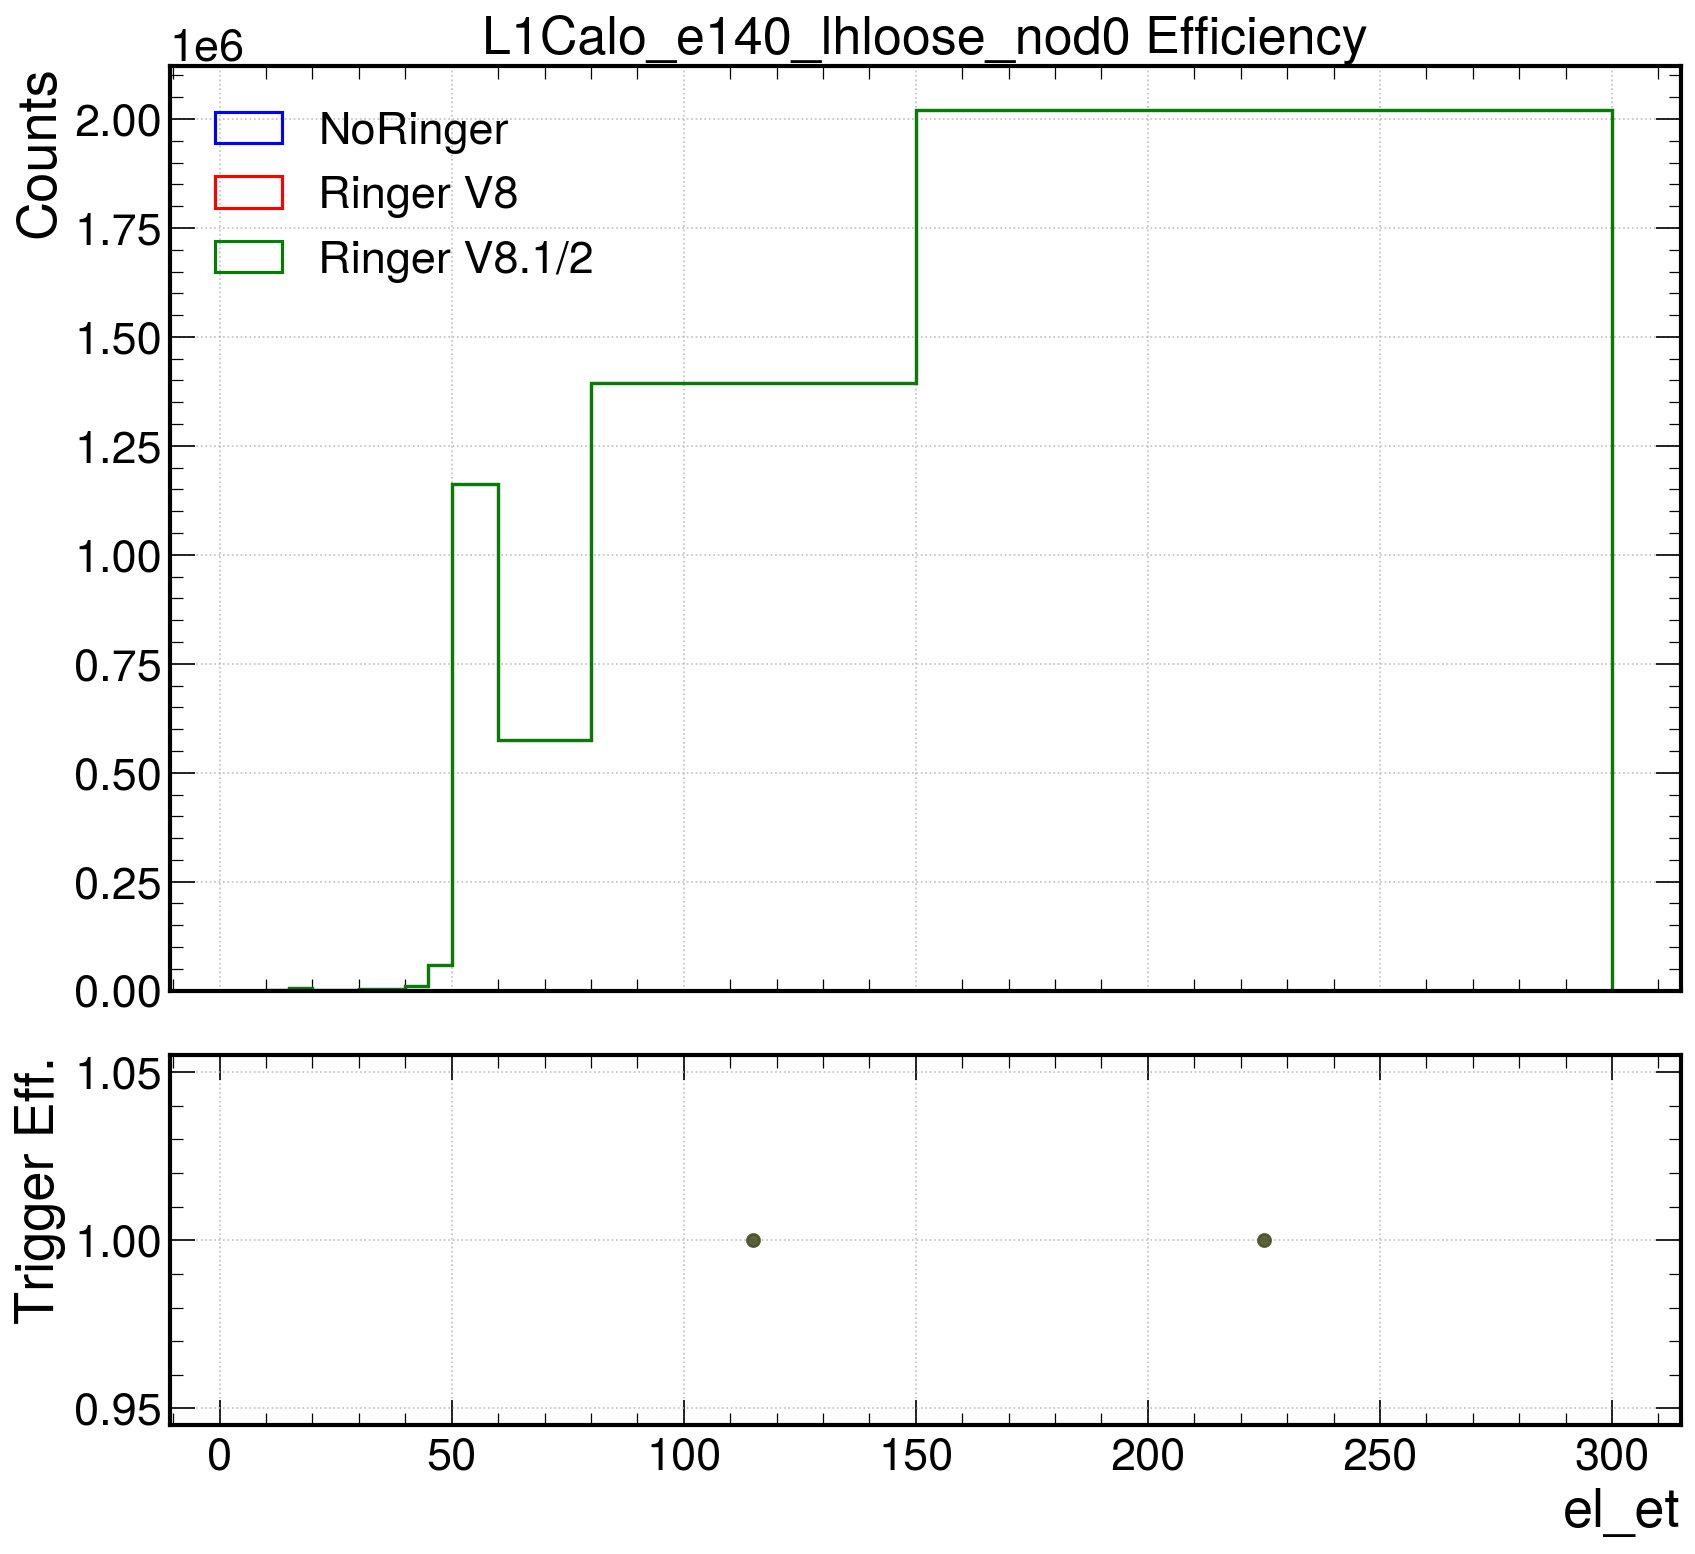 L1Calo_e140_lhloose_nod0 Efficiency
1e6
Counts
NoRinger
Ringer V8
Ringer V8.1/2
2.00
1.75
1.50
1.25
1.00
0.75
0.50
0.25
0.00
Trigger Eff.
1.05
1.00
0.95
0 50 100 150 200 250 300
el_et